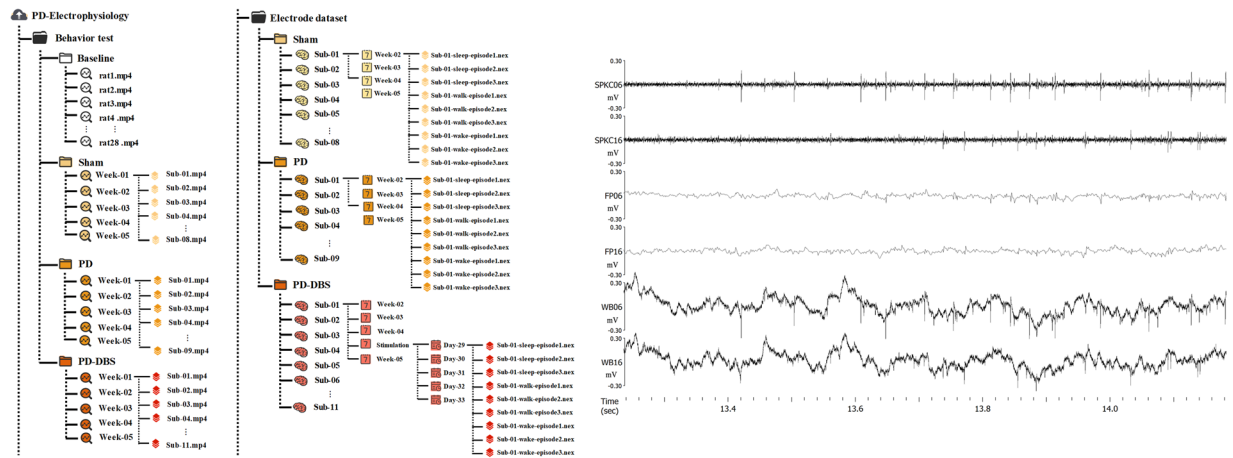 PD-Electrophysiology
Behavior test
Baseline
rat1.mp4
rat2.mp4
rat3.mp4
rat4 .mp4
rat28 .mp4
Sham
Week-01
Week-02
Week-03
Week-04
Week-05
Sub-01.mp4
Sub-02.mp4
Sub-03.mp4
Sub-04.mp4
Sub-08.mp4
PD
Week-01
Week-02
Week-03
Week-04
Week-05
Sub-01.mp4
Sub-02.mp4
Sub-03.mp4
Sub-04.mp4
Sub-09.mp4
PD-DBS
Week-01
Week-02
Week-03
Week-04
Week-05
Sub-01.mp4
Sub-02.mp4
Sub-03.mp4
Sub-04.mp4
Sub-11.mp4
Electrode dataset
Sham
Sub-01
Sub-02
Sub-03
Sub-04
Sub-05
Sub-08
Week-02
Week-03
Week-04
Week-05
Sub-01-sleep-episode1.nex
Sub-01-sleep-episode2.nex
Sub-01-sleep-episode3.nex
Sub-01-walk-episode1.nex
Sub-01-walk-episode2.nex
Sub-01-walk-episode3.nex
Sub-01-wake-episode1.nex
Sub-01-wake-episode2.nex
Sub-01-wake-episode3.nex
PD
Sub-01
Sub-02
Sub-03
Sub-04
Sub-09
Week-02
Week-03
Week-04
Week-05
Sub-01-sleep-episode1.nex
Sub-01-sleep-episode2.nex
Sub-01-sleep-episode3.nex
Sub-01-walk-episode1.nex
Sub-01-walk-episode2.nex
Sub-01-walk-episode3.nex
Sub-01-wake-episode1.nex
Sub-01-wake-episode2.nex
Sub-01-wake-episode3.nex
PD-DBS
Sub-01
Sub-02
Sub-03
Sub-04
Sub-05
Sub-06
Sub-11
Week-02
Week-03
Week-04
Stimulation
Week-05
Day-29
Day-30
Day-31
Day-32
Day-33
Sub-01-sleep-episode1.nex
Sub-01-sleep-episode2.nex
Sub-01-sleep-episode3.nex
Sub-01-walk-episode1.nex
Sub-01-walk-episode2.nex
Sub-01-walk-episode3.nex
Sub-01-wake-episode1.nex
Sub-01-wake-episode2.nex
Sub-01-wake-episode3.nex
0.30
SPKC06
mV
-0.30
0.30
SPKC16
mV
-0.30
0.30
FP06
mV
-0.30
0.30
FP16
mV
-0.30
0.30
WB06
mV
-0.30
0.30
WB16
mV
-0.30
Time
(sec)
13.4
13.6
13.8
14.0